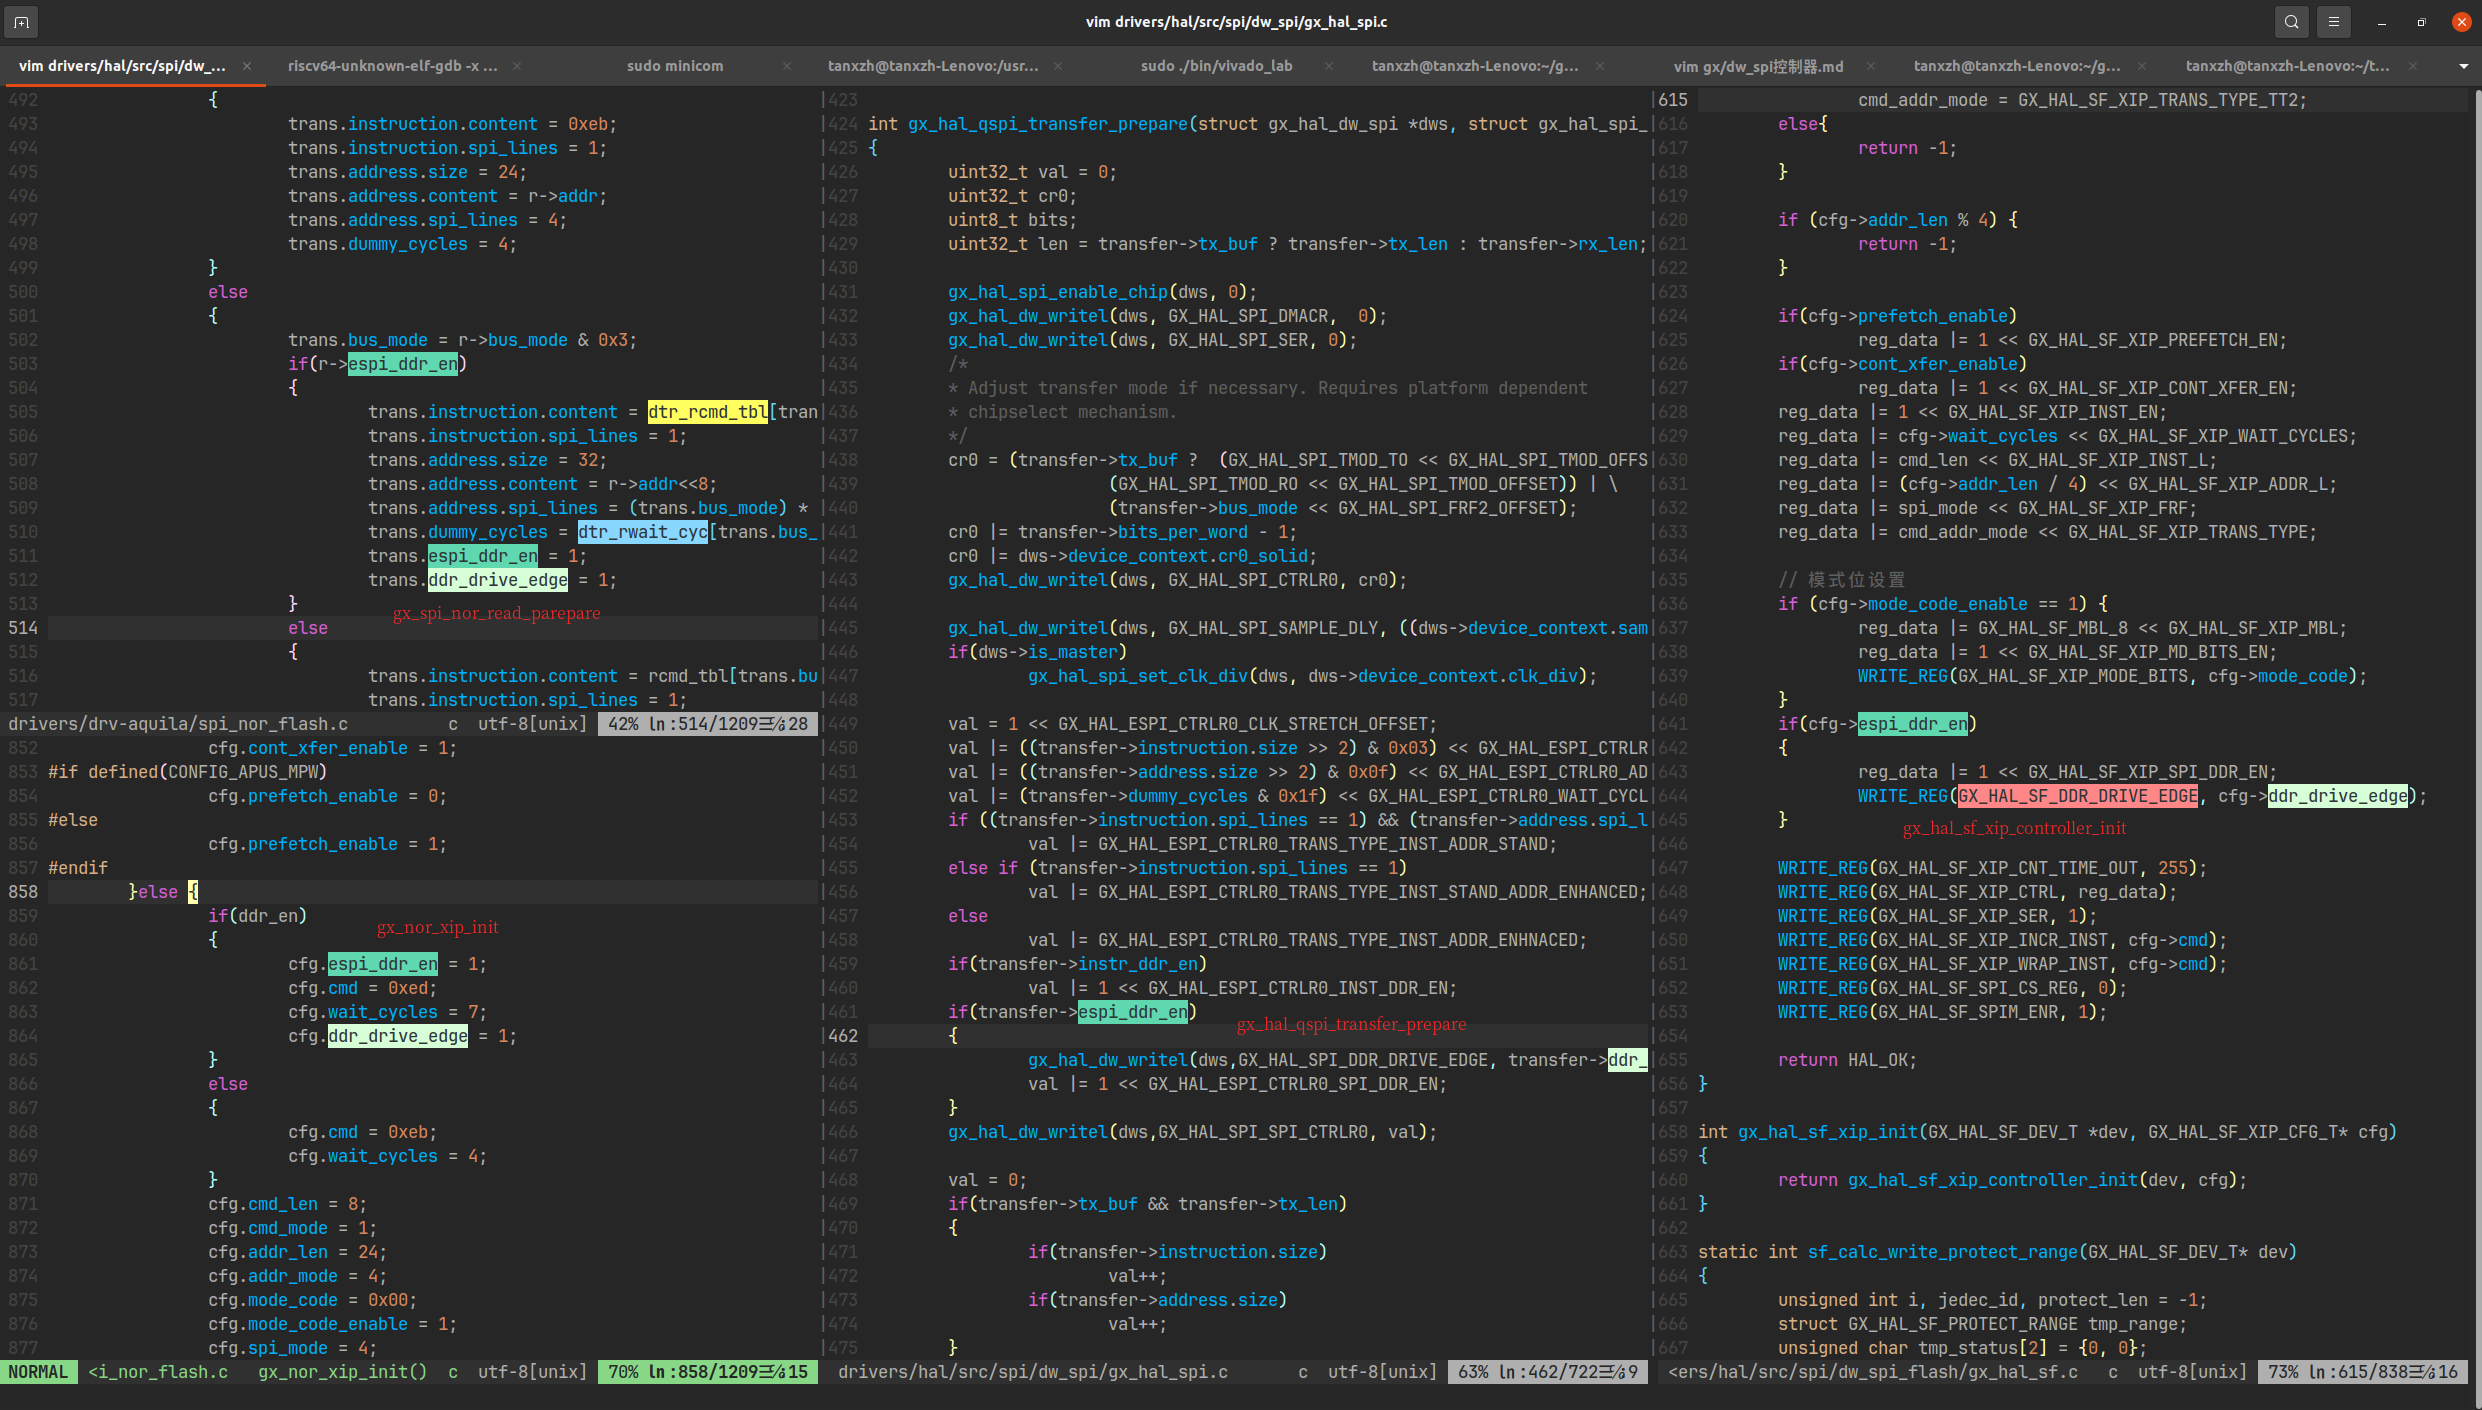 vim drivers/hal/src/spi/dw_spi/gx_hal_spi.c
vim drivers/hal/src/spi/dw_...
riscv64-unknown-elf-gdb -x ...
sudo minicom
tanxzh@tanxzh-Lenovo:/usr...
sudo ./bin/vivado_lab
tanxzh@tanxzh-Lenovo:~/g...
vim gx/dw_spi控制器.md
tanxzh@tanxzh-Lenovo:~/g...
tanxzh@tanxzh-Lenovo:~/t...
492 {
493 trans.instruction.content = 0xeb;
494 trans.instruction.spi_lines = 1;
495 trans.address.size = 24;
496 trans.address.content = r->addr;
497 trans.address.spi_lines = 4;
498 trans.dummy_cycles = 4;
499 }
500 else
501 {
502 trans.bus_mode = r->bus_mode & 0x3;
503 if(r->espi_ddr_en)
504 {
505 trans.instruction.content = dtr_rcmd_tbl[tran
506 trans.instruction.spi_lines = 1;
507 trans.address.size = 32;
508 trans.address.content = r->addr<<8;
509 trans.address.spi_lines = (trans.bus_mode) *
510 trans.dummy_cycles = dtr_rwait_cyc[trans.bus_
511 trans.espi_ddr_en = 1;
512 trans.ddr_drive_edge = 1;
513 }
gx_spi_nor_read_parepare
514 else
515 {
516 trans.instruction.content = rcmd_tbl[trans.bu
517 trans.instruction.spi_lines = 1;
drivers/drv-aquila/spi_nor_flash.c c utf-8[unix] 42% ln:514/1209☰℅:28
852 cfg.cont_xfer_enable = 1;
853 #if defined(CONFIG_APUS_MPW)
854 cfg.prefetch_enable = 0;
855 #else
856 cfg.prefetch_enable = 1;
857 #endif
858 }else {
859 if(ddr_en)
gx_nor_xip_init
860 {
861 cfg.espi_ddr_en = 1;
862 cfg.cmd = 0xed;
863 cfg.wait_cycles = 7;
864 cfg.ddr_drive_edge = 1;
865 }
866 else
867 {
868 cfg.cmd = 0xeb;
869 cfg.wait_cycles = 4;
870 }
871 cfg.cmd_len = 8;
872 cfg.cmd_mode = 1;
873 cfg.addr_len = 24;
874 cfg.addr_mode = 4;
875 cfg.mode_code = 0x00;
876 cfg.mode_code_enable = 1;
877 cfg.spi_mode = 4;
NORMAL <i_nor_flash.c gx_nor_xip_init() c utf-8[unix] 70% ln:858/1209☰℅:15
423
424 int gx_hal_qspi_transfer_prepare(struct gx_hal_dw_spi *dws, struct gx_hal_spi_
425 {
426 uint32_t val = 0;
427 uint32_t cr0;
428 uint8_t bits;
429 uint32_t len = transfer->tx_buf ? transfer->tx_len : transfer->rx_len;
430
431 gx_hal_spi_enable_chip(dws, 0);
432 gx_hal_dw_writel(dws, GX_HAL_SPI_DMACR, 0);
433 gx_hal_dw_writel(dws, GX_HAL_SPI_SER, 0);
434 /*
435 * Adjust transfer mode if necessary. Requires platform dependent
436 * chipselect mechanism.
437 */
438 cr0 = (transfer->tx_buf ? (GX_HAL_SPI_TMOD_TO << GX_HAL_SPI_TMOD_OFFS
439 (GX_HAL_SPI_TMOD_RO << GX_HAL_SPI_TMOD_OFFSET)) | \
440 (transfer->bus_mode << GX_HAL_SPI_FRF2_OFFSET);
441 cr0 |= transfer->bits_per_word - 1;
442 cr0 |= dws->device_context.cr0_solid;
443 gx_hal_dw_writel(dws, GX_HAL_SPI_CTRLR0, cr0);
444
445 gx_hal_dw_writel(dws, GX_HAL_SPI_SAMPLE_DLY, ((dws->device_context.sam
446 if(dws->is_master)
447 gx_hal_spi_set_clk_div(dws, dws->device_context.clk_div);
448
449 val = 1 << GX_HAL_ESPI_CTRLR0_CLK_STRETCH_OFFSET;
450 val |= ((transfer->instruction.size >> 2) & 0x03) << GX_HAL_ESPI_CTRLR
451 val |= ((transfer->address.size >> 2) & 0x0f) << GX_HAL_ESPI_CTRLR0_AD
452 val |= (transfer->dummy_cycles & 0x1f) << GX_HAL_ESPI_CTRLR0_WAIT_CYCL
453 if ((transfer->instruction.spi_lines == 1) && (transfer->address.spi_l
454 val |= GX_HAL_ESPI_CTRLR0_TRANS_TYPE_INST_ADDR_STAND;
455 else if (transfer->instruction.spi_lines == 1)
456 val |= GX_HAL_ESPI_CTRLR0_TRANS_TYPE_INST_STAND_ADDR_ENHANCED;
457 else
458 val |= GX_HAL_ESPI_CTRLR0_TRANS_TYPE_INST_ADDR_ENHNACED;
459 if(transfer->instr_ddr_en)
460 val |= 1 << GX_HAL_ESPI_CTRLR0_INST_DDR_EN;
461 if(transfer->espi_ddr_en)
gx_hal_qspi_transfer_prepare
462 {
463 gx_hal_dw_writel(dws,GX_HAL_SPI_DDR_DRIVE_EDGE, transfer->ddr_
464 val |= 1 << GX_HAL_ESPI_CTRLR0_SPI_DDR_EN;
465 }
466 gx_hal_dw_writel(dws,GX_HAL_SPI_SPI_CTRLR0, val);
467
468 val = 0;
469 if(transfer->tx_buf && transfer->tx_len)
470 {
471 if(transfer->instruction.size)
472 val++;
473 if(transfer->address.size)
474 val++;
475 }
drivers/hal/src/spi/dw_spi/gx_hal_spi.c c utf-8[unix] 63% ln:462/722☰℅:9
615 cmd_addr_mode = GX_HAL_SF_XIP_TRANS_TYPE_TT2;
616 else{
617 return -1;
618 }
619
620 if (cfg->addr_len % 4) {
621 return -1;
622 }
623
624 if(cfg->prefetch_enable)
625 reg_data |= 1 << GX_HAL_SF_XIP_PREFETCH_EN;
626 if(cfg->cont_xfer_enable)
627 reg_data |= 1 << GX_HAL_SF_XIP_CONT_XFER_EN;
628 reg_data |= 1 << GX_HAL_SF_XIP_INST_EN;
629 reg_data |= cfg->wait_cycles << GX_HAL_SF_XIP_WAIT_CYCLES;
630 reg_data |= cmd_len << GX_HAL_SF_XIP_INST_L;
631 reg_data |= (cfg->addr_len / 4) << GX_HAL_SF_XIP_ADDR_L;
632 reg_data |= spi_mode << GX_HAL_SF_XIP_FRF;
633 reg_data |= cmd_addr_mode << GX_HAL_SF_XIP_TRANS_TYPE;
634
635 // 模式位设置
636 if (cfg->mode_code_enable == 1) {
637 reg_data |= GX_HAL_SF_MBL_8 << GX_HAL_SF_XIP_MBL;
638 reg_data |= 1 << GX_HAL_SF_XIP_MD_BITS_EN;
639 WRITE_REG(GX_HAL_SF_XIP_MODE_BITS, cfg->mode_code);
640 }
641 if(cfg->espi_ddr_en)
642 {
643 reg_data |= 1 << GX_HAL_SF_XIP_SPI_DDR_EN;
644 WRITE_REG(GX_HAL_SF_DDR_DRIVE_EDGE, cfg->ddr_drive_edge);
645 }
gx_hal_sf_xip_controller_init
646
647 WRITE_REG(GX_HAL_SF_XIP_CNT_TIME_OUT, 255);
648 WRITE_REG(GX_HAL_SF_XIP_CTRL, reg_data);
649 WRITE_REG(GX_HAL_SF_XIP_SER, 1);
650 WRITE_REG(GX_HAL_SF_XIP_INCR_INST, cfg->cmd);
651 WRITE_REG(GX_HAL_SF_XIP_WRAP_INST, cfg->cmd);
652 WRITE_REG(GX_HAL_SF_SPI_CS_REG, 0);
653 WRITE_REG(GX_HAL_SF_SPIM_ENR, 1);
654
655 return HAL_OK;
656 }
657
658 int gx_hal_sf_xip_init(GX_HAL_SF_DEV_T *dev, GX_HAL_SF_XIP_CFG_T* cfg)
659 {
660 return gx_hal_sf_xip_controller_init(dev, cfg);
661 }
662
663 static int sf_calc_write_protect_range(GX_HAL_SF_DEV_T* dev)
664 {
665 unsigned int i, jedec_id, protect_len = -1;
666 struct GX_HAL_SF_PROTECT_RANGE tmp_range;
667 unsigned char tmp_status[2] = {0, 0};
<ers/hal/src/spi/dw_spi_flash/gx_hal_sf.c c utf-8[unix] 73% ln:615/838☰℅:16